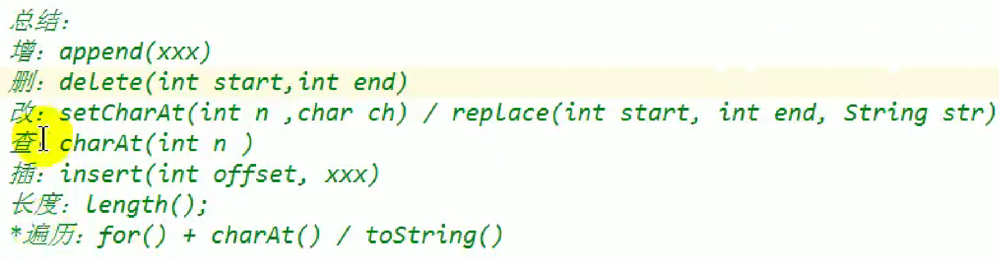 总结：
增：append(xxx)
删：delete(int start,int end)
改：setCharAt(int n ,char ch) / replace(int start, int end, String str)
查：charAt(int n )
插：insert(int offset, xxx)
长度：length();
*遍历：for() + charAt() / toString()